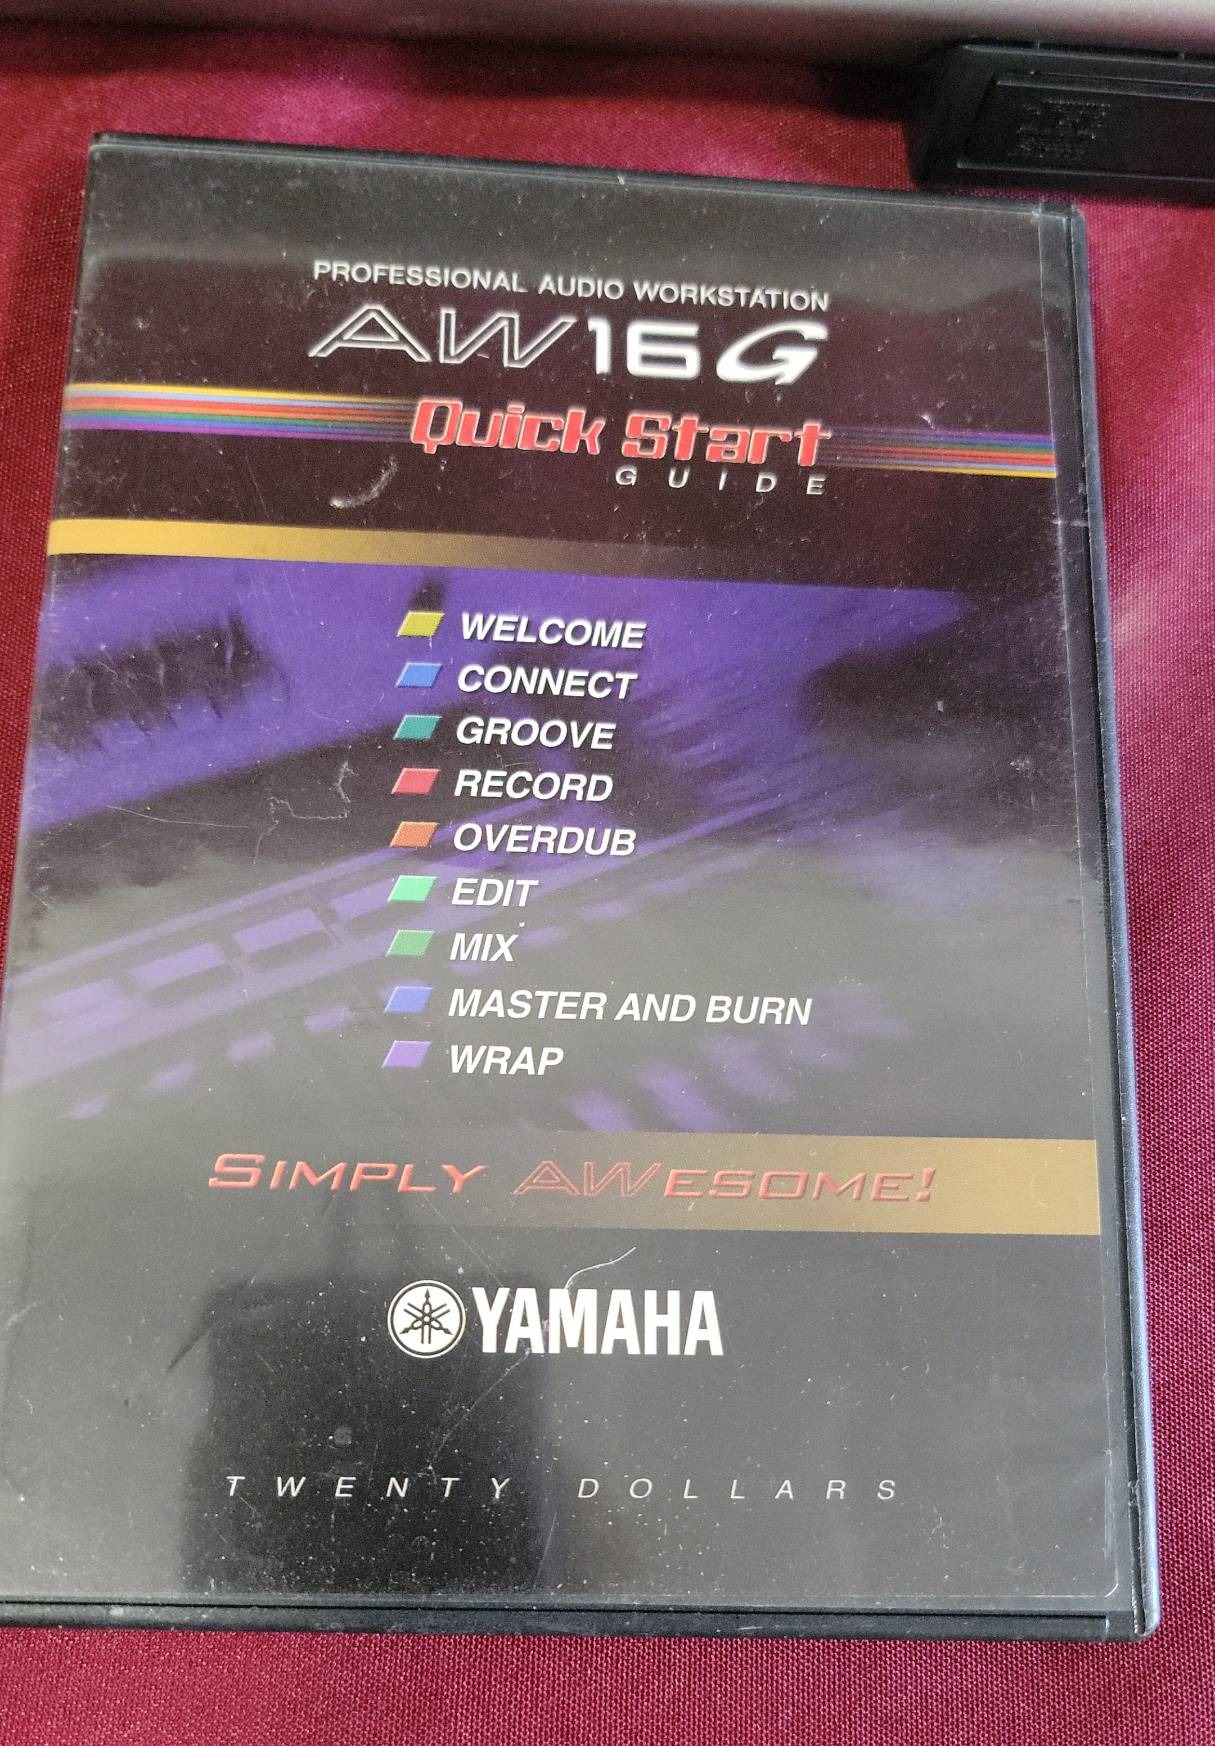 PROFESSIONAL AUDIO WORKSTATION
AW16G
Quick Start
GUIDE
WELCOME
CONNECT
GROOVE
RECORD
OVERDUB
EDIT
MIX
MASTER AND BURN
WRAP
SIMPLY AWESOME!
YAMAHA
TWENTY DOLLARS